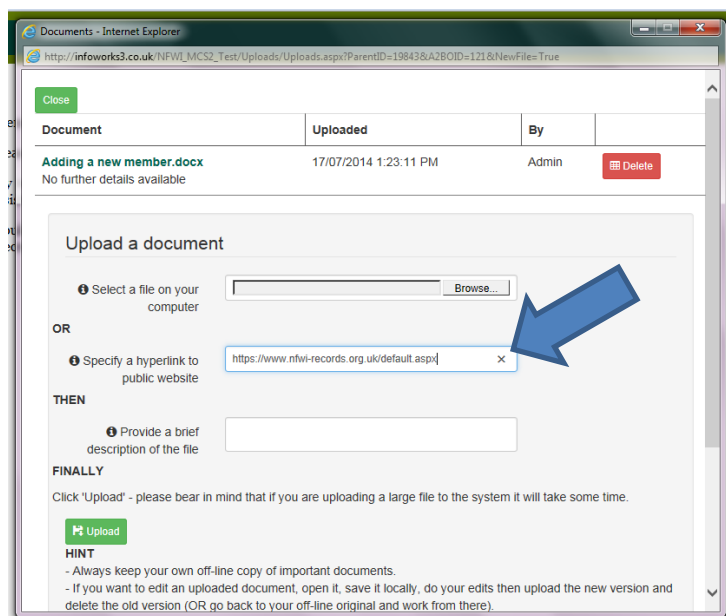 Documents - Internet Explorer
http://infoworks3.co.uk/NFWI_MCS2_Test/Uploads/Uploads.aspx?ParentID=19843&A2BOID=121&NewFile=True
Close
Document Uploaded By
Adding a new member.docx 17/07/2014 1:23:11 PM Admin Delete
No further details available
Upload a document
Select a file on your Browse...
computer
OR
Specify a hyperlink to https://www.nfwi-records.org.uk/default.aspx ×
public website
THEN
Provide a brief
description of the file
FINALLY
Click 'Upload' - please bear in mind that if you are uploading a large file to the system it will take some time.
Upload
HINT
- Always keep your own off-line copy of important documents.
- If you want to edit an uploaded document, open it, save it locally, do your edits then upload the new version and
delete the old version (OR go back to your off-line original and work from there).